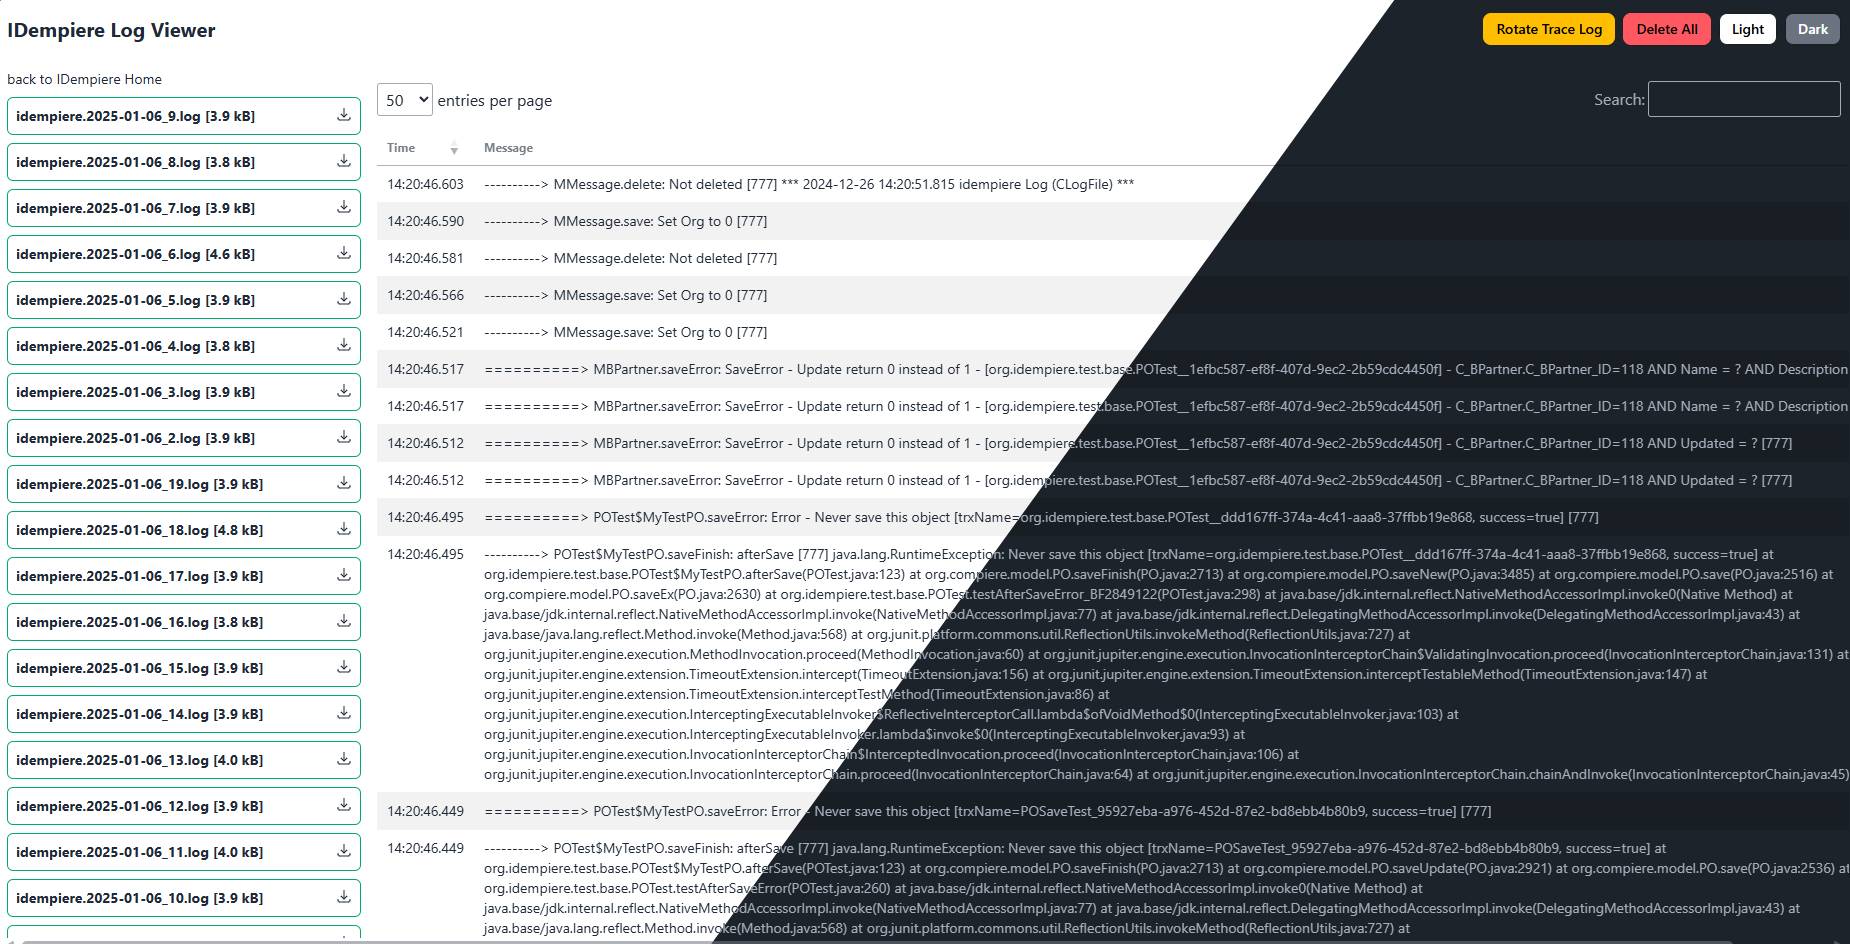 IDempiere Log Viewer
Rotate Trace Log
Delete All
Light
Dark
back to IDempiere Home
idempiere.2025-01-06_9.log [3.9 kB]
idempiere.2025-01-06_8.log [3.8 kB]
idempiere.2025-01-06_7.log [3.9 kB]
idempiere.2025-01-06_6.log [4.6 kB]
idempiere.2025-01-06_5.log [3.9 kB]
idempiere.2025-01-06_4.log [3.8 kB]
idempiere.2025-01-06_3.log [3.9 kB]
idempiere.2025-01-06_2.log [3.9 kB]
idempiere.2025-01-06_19.log [3.9 kB]
idempiere.2025-01-06_18.log [4.8 kB]
idempiere.2025-01-06_17.log [3.9 kB]
idempiere.2025-01-06_16.log [3.8 kB]
idempiere.2025-01-06_15.log [3.9 kB]
idempiere.2025-01-06_14.log [3.9 kB]
idempiere.2025-01-06_13.log [4.0 kB]
idempiere.2025-01-06_12.log [3.9 kB]
idempiere.2025-01-06_11.log [4.0 kB]
idempiere.2025-01-06_10.log [3.9 kB]
50 entries per page
Search:
Time Message
14:20:46.603 ----------> MMessage.delete: Not deleted [777] *** 2024-12-26 14:20:51.815 idempiere Log (CLogFile) ***
14:20:46.590 ----------> MMessage.save: Set Org to 0 [777]
14:20:46.581 ----------> MMessage.delete: Not deleted [777]
14:20:46.566 ----------> MMessage.save: Set Org to 0 [777]
14:20:46.521 ----------> MMessage.save: Set Org to 0 [777]
14:20:46.517 ==========> MBPartner.saveError: SaveError - Update return 0 instead of 1 - [org.idempiere.test.base.POTest__1efbc587-ef8f-407d-9ec2-2b59cdc4450f] - C_BPartner.C_BPartner_ID=118 AND Name = ? AND Description
14:20:46.517 ==========> MBPartner.saveError: SaveError - Update return 0 instead of 1 - [org.idempiere.test.base.POTest__1efbc587-ef8f-407d-9ec2-2b59cdc4450f] - C_BPartner.C_BPartner_ID=118 AND Name = ? AND Description
14:20:46.512 ==========> MBPartner.saveError: SaveError - Update return 0 instead of 1 - [org.idempiere.test.base.POTest__1efbc587-ef8f-407d-9ec2-2b59cdc4450f] - C_BPartner.C_BPartner_ID=118 AND Updated = ? [777]
14:20:46.512 ==========> MBPartner.saveError: SaveError - Update return 0 instead of 1 - [org.idempiere.test.base.POTest__1efbc587-ef8f-407d-9ec2-2b59cdc4450f] - C_BPartner.C_BPartner_ID=118 AND Updated = ? [777]
14:20:46.495 ==========> POTest$MyTestPO.saveError: Error - Never save this object [trxName=org.idempiere.test.base.POTest__ddd167ff-374a-4c41-aaa8-37ffbb19e868, success=true] [777]
14:20:46.495 ----------> POTest$MyTestPO.saveFinish: afterSave [777] java.lang.RuntimeException: Never save this object [trxName=org.idempiere.test.base.POTest__ddd167ff-374a-4c41-aaa8-37ffbb19e868, success=true] at
org.idempiere.test.base.POTest$MyTestPO.afterSave(POTest.java:123) at org.compiere.model.PO.saveFinish(PO.java:2713) at org.compiere.model.PO.saveNew(PO.java:3485) at org.compiere.model.PO.save(PO.java:2516) at
org.compiere.model.PO.saveEx(PO.java:2630) at org.idempiere.test.base.POTest.testAfterSaveError_BF2849122(POTest.java:298) at java.base/jdk.internal.reflect.NativeMethodAccessorImpl.invoke0(Native Method) at
java.base/jdk.internal.reflect.NativeMethodAccessorImpl.invoke(NativeMethodAccessorImpl.java:77) at java.base/jdk.internal.reflect.DelegatingMethodAccessorImpl.invoke(DelegatingMethodAccessorImpl.java:43) at
java.base/java.lang.reflect.Method.invoke(Method.java:568) at org.junit.platform.commons.util.ReflectionUtils.invokeMethod(ReflectionUtils.java:727) at
org.junit.jupiter.engine.execution.MethodInvocation.proceed(MethodInvocation.java:60) at org.junit.jupiter.engine.execution.InvocationInterceptorChain$ValidatingInvocation.proceed(InvocationInterceptorChain.java:131) at
org.junit.jupiter.engine.extension.TimeoutExtension.intercept(TimeoutExtension.java:156) at org.junit.jupiter.engine.extension.TimeoutExtension.interceptTestableMethod(TimeoutExtension.java:147) at
org.junit.jupiter.engine.extension.TimeoutExtension.interceptTestMethod(TimeoutExtension.java:86) at
org.junit.jupiter.engine.execution.InterceptingExecutableInvoker$ReflectiveInterceptorCall.lambda$ofVoidMethod$0(InterceptingExecutableInvoker.java:103) at
org.junit.jupiter.engine.execution.InterceptingExecutableInvoker.lambda$invoke$0(InterceptingExecutableInvoker.java:93) at
org.junit.jupiter.engine.execution.InvocationInterceptorChain$InterceptedInvocation.proceed(InvocationInterceptorChain.java:106) at
org.junit.jupiter.engine.execution.InvocationInterceptorChain.proceed(InvocationInterceptorChain.java:64) at org.junit.jupiter.engine.execution.InvocationInterceptorChain.chainAndInvoke(InvocationInterceptorChain.java:45)
14:20:46.449 ==========> POTest$MyTestPO.saveError: Error - Never save this object [trxName=POSaveTest_95927eba-a976-452d-87e2-bd8ebb4b80b9, success=true] [777]
14:20:46.449 ----------> POTest$MyTestPO.saveFinish: afterSave [777] java.lang.RuntimeException: Never save this object [trxName=POSaveTest_95927eba-a976-452d-87e2-bd8ebb4b80b9, success=true] at
org.idempiere.test.base.POTest$MyTestPO.afterSave(POTest.java:123) at org.compiere.model.PO.saveFinish(PO.java:2713) at org.compiere.model.PO.saveUpdate(PO.java:2921) at org.compiere.model.PO.save(PO.java:2536) at
org.idempiere.test.base.POTest.testAfterSaveError(POTest.java:260) at java.base/jdk.internal.reflect.NativeMethodAccessorImpl.invoke0(Native Method) at
java.base/jdk.internal.reflect.NativeMethodAccessorImpl.invoke(NativeMethodAccessorImpl.java:77) at java.base/jdk.internal.reflect.DelegatingMethodAccessorImpl.invoke(DelegatingMethodAccessorImpl.java:43) at
java.base/java.lang.reflect.Method.invoke(Method.java:568) at org.junit.platform.commons.util.ReflectionUtils.invokeMethod(ReflectionUtils.java:727) at